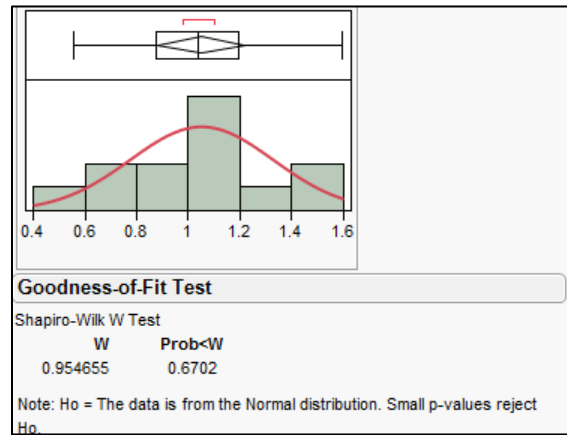 0.4 0.6 0.8 1 1.2 1.4 1.6
Goodness-of-Fit Test
Shapiro-Wilk W Test
W Prob<W
0.954655 0.6702
Note: Ho = The data is from the Normal distribution. Small p-values reject
Ho.